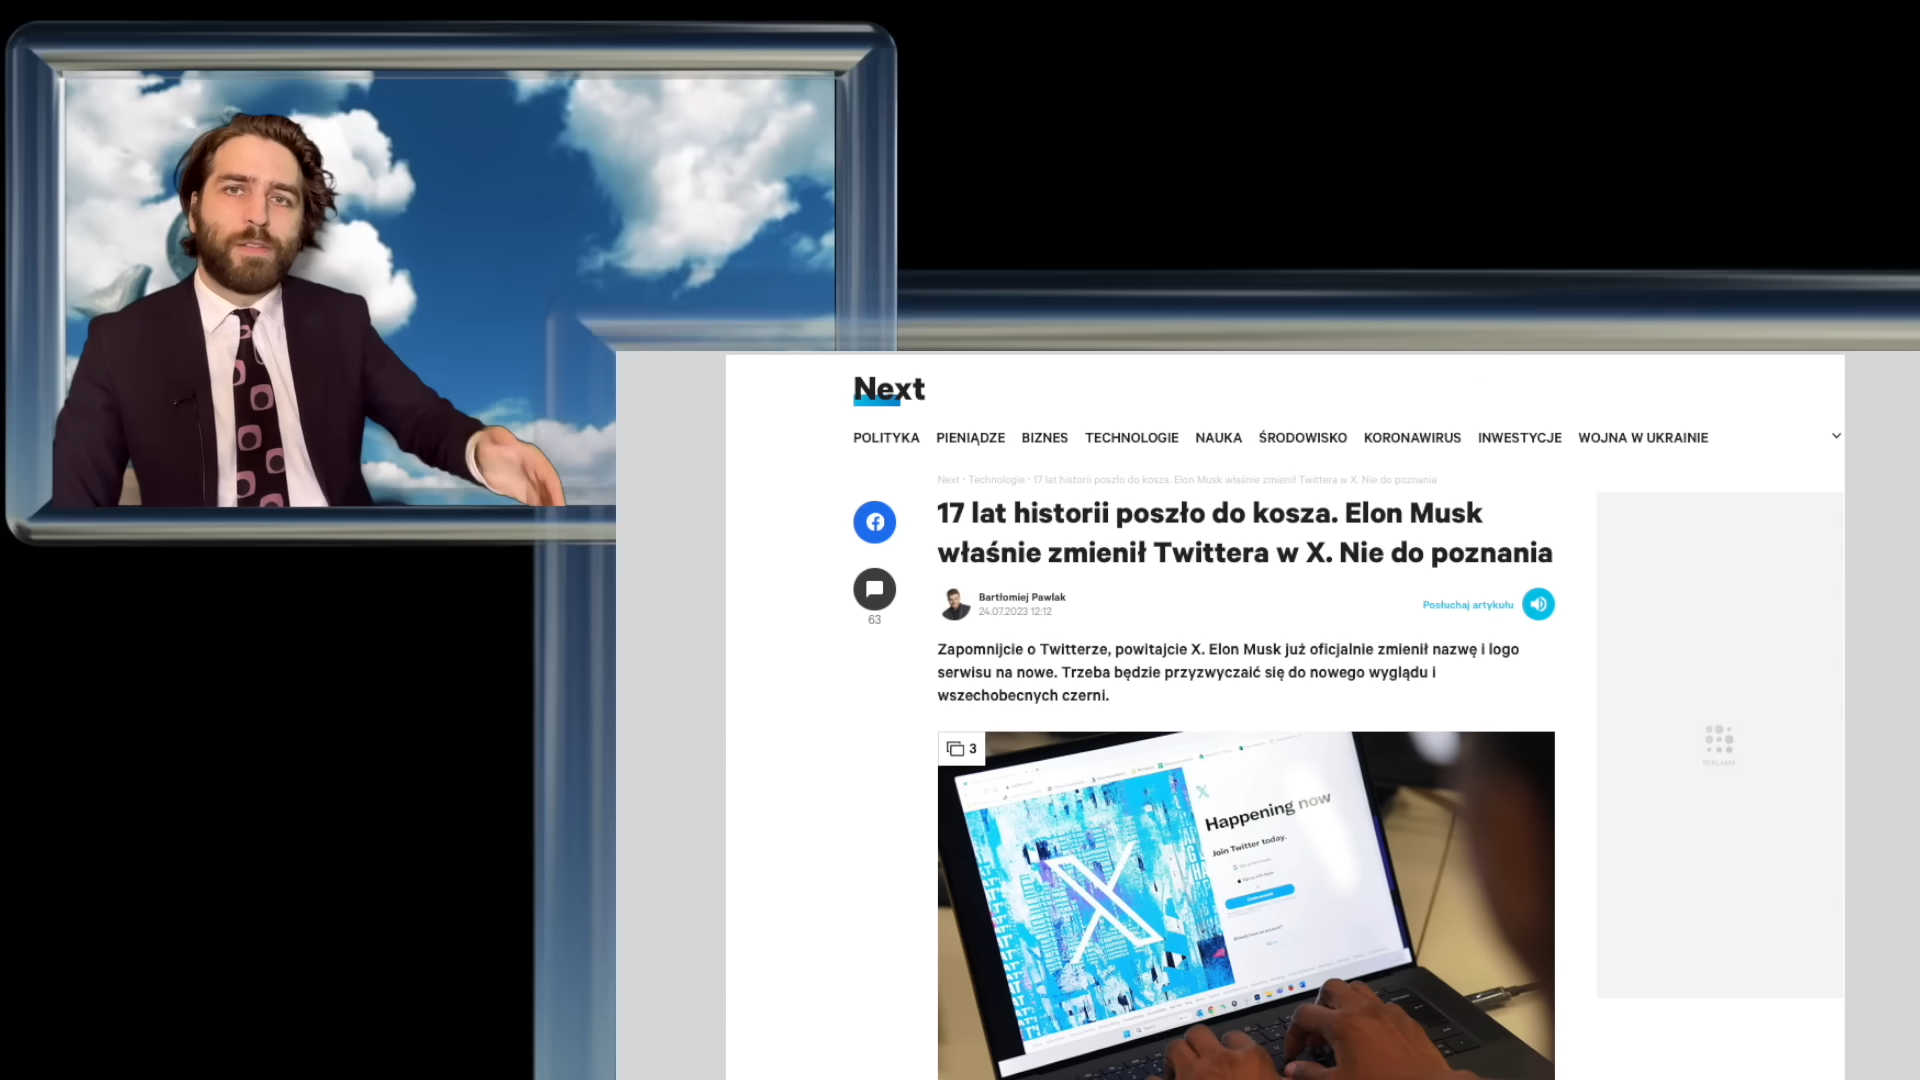 Next
POLITYKA PIENIĄDZE BIZNES TECHNOLOGIE NAUKA ŚRODOWISKO KORONAWIRUS INWESTYCJE WOJNA W UKRAINIE
Next · Technologie · 17 lat historii poszło do kosza. Elon Musk właśnie zmienił Twittera w X. Nie do poznania
17 lat historii poszło do kosza. Elon Musk
właśnie zmienił Twittera w X. Nie do poznania
Bartłomiej Pawlak
24.07.2023 12:12
Posłuchaj artykułu
63
Zapomnijcie o Twitterze, powitajcie X. Elon Musk już oficjalnie zmienił nazwę i logo
serwisu na nowe. Trzeba będzie przyzwyczaić się do nowego wyglądu i
wszechobecnych czerni.
3
REKLAMA
Happening now
Join Twitter today.